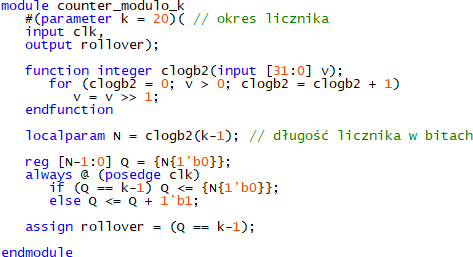 module counter_modulo_k
#(parameter k = 20)( // okres licznika
input clk,
output rollover);
function integer clogb2(input [31:0] v);
for (clogb2 = 0; v > 0; clogb2 = clogb2 + 1)
v = v >> 1;
endfunction
localparam N = clogb2(k-1); // długość licznika w bitach
reg [N-1:0] Q = {N{1'b0}};
always @ (posedge clk)
if (Q == k-1) Q <= {N{1'b0}};
else Q <= Q + 1'b1;
assign rollover = (Q == k-1);
endmodule